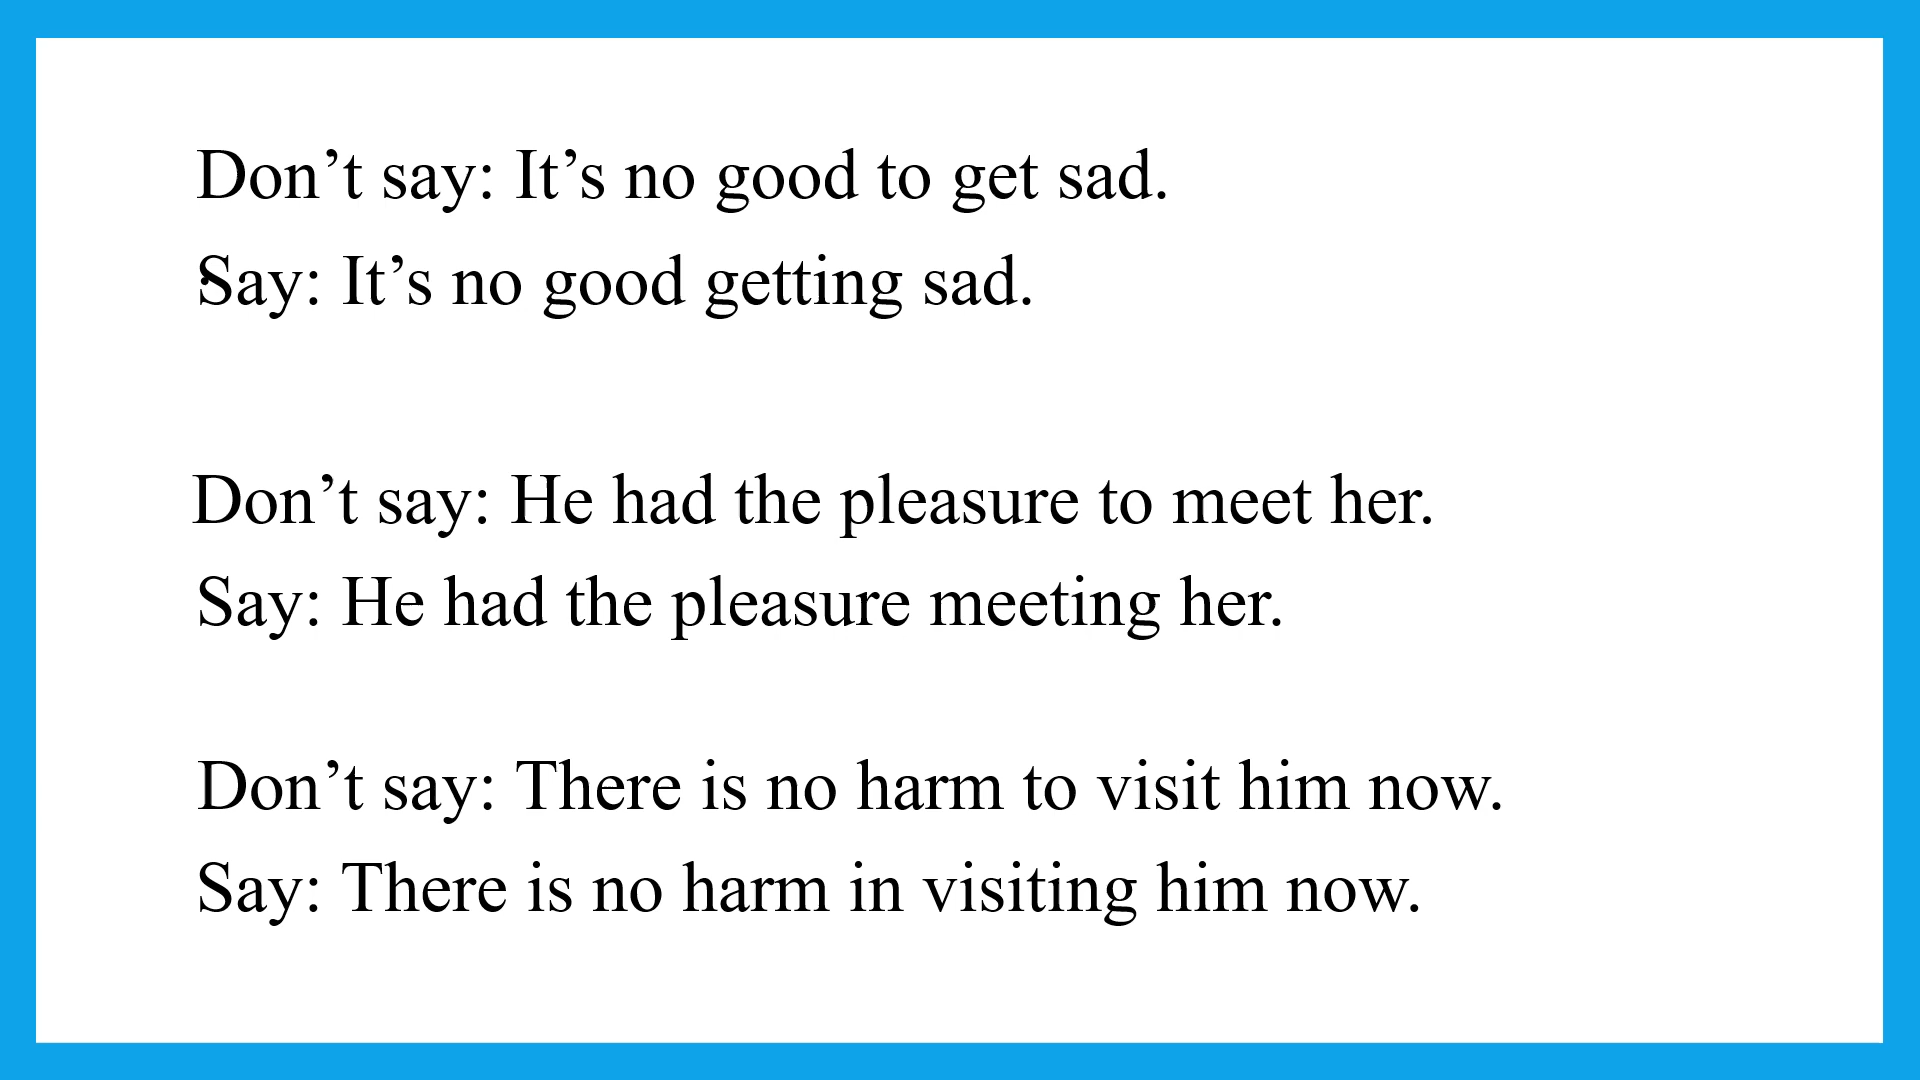 Don’t say: It’s no good to get sad.
Say: It’s no good getting sad.
Don’t say: He had the pleasure to meet her.
Say: He had the pleasure meeting her.
Don’t say: There is no harm to visit him now.
Say: There is no harm in visiting him now.